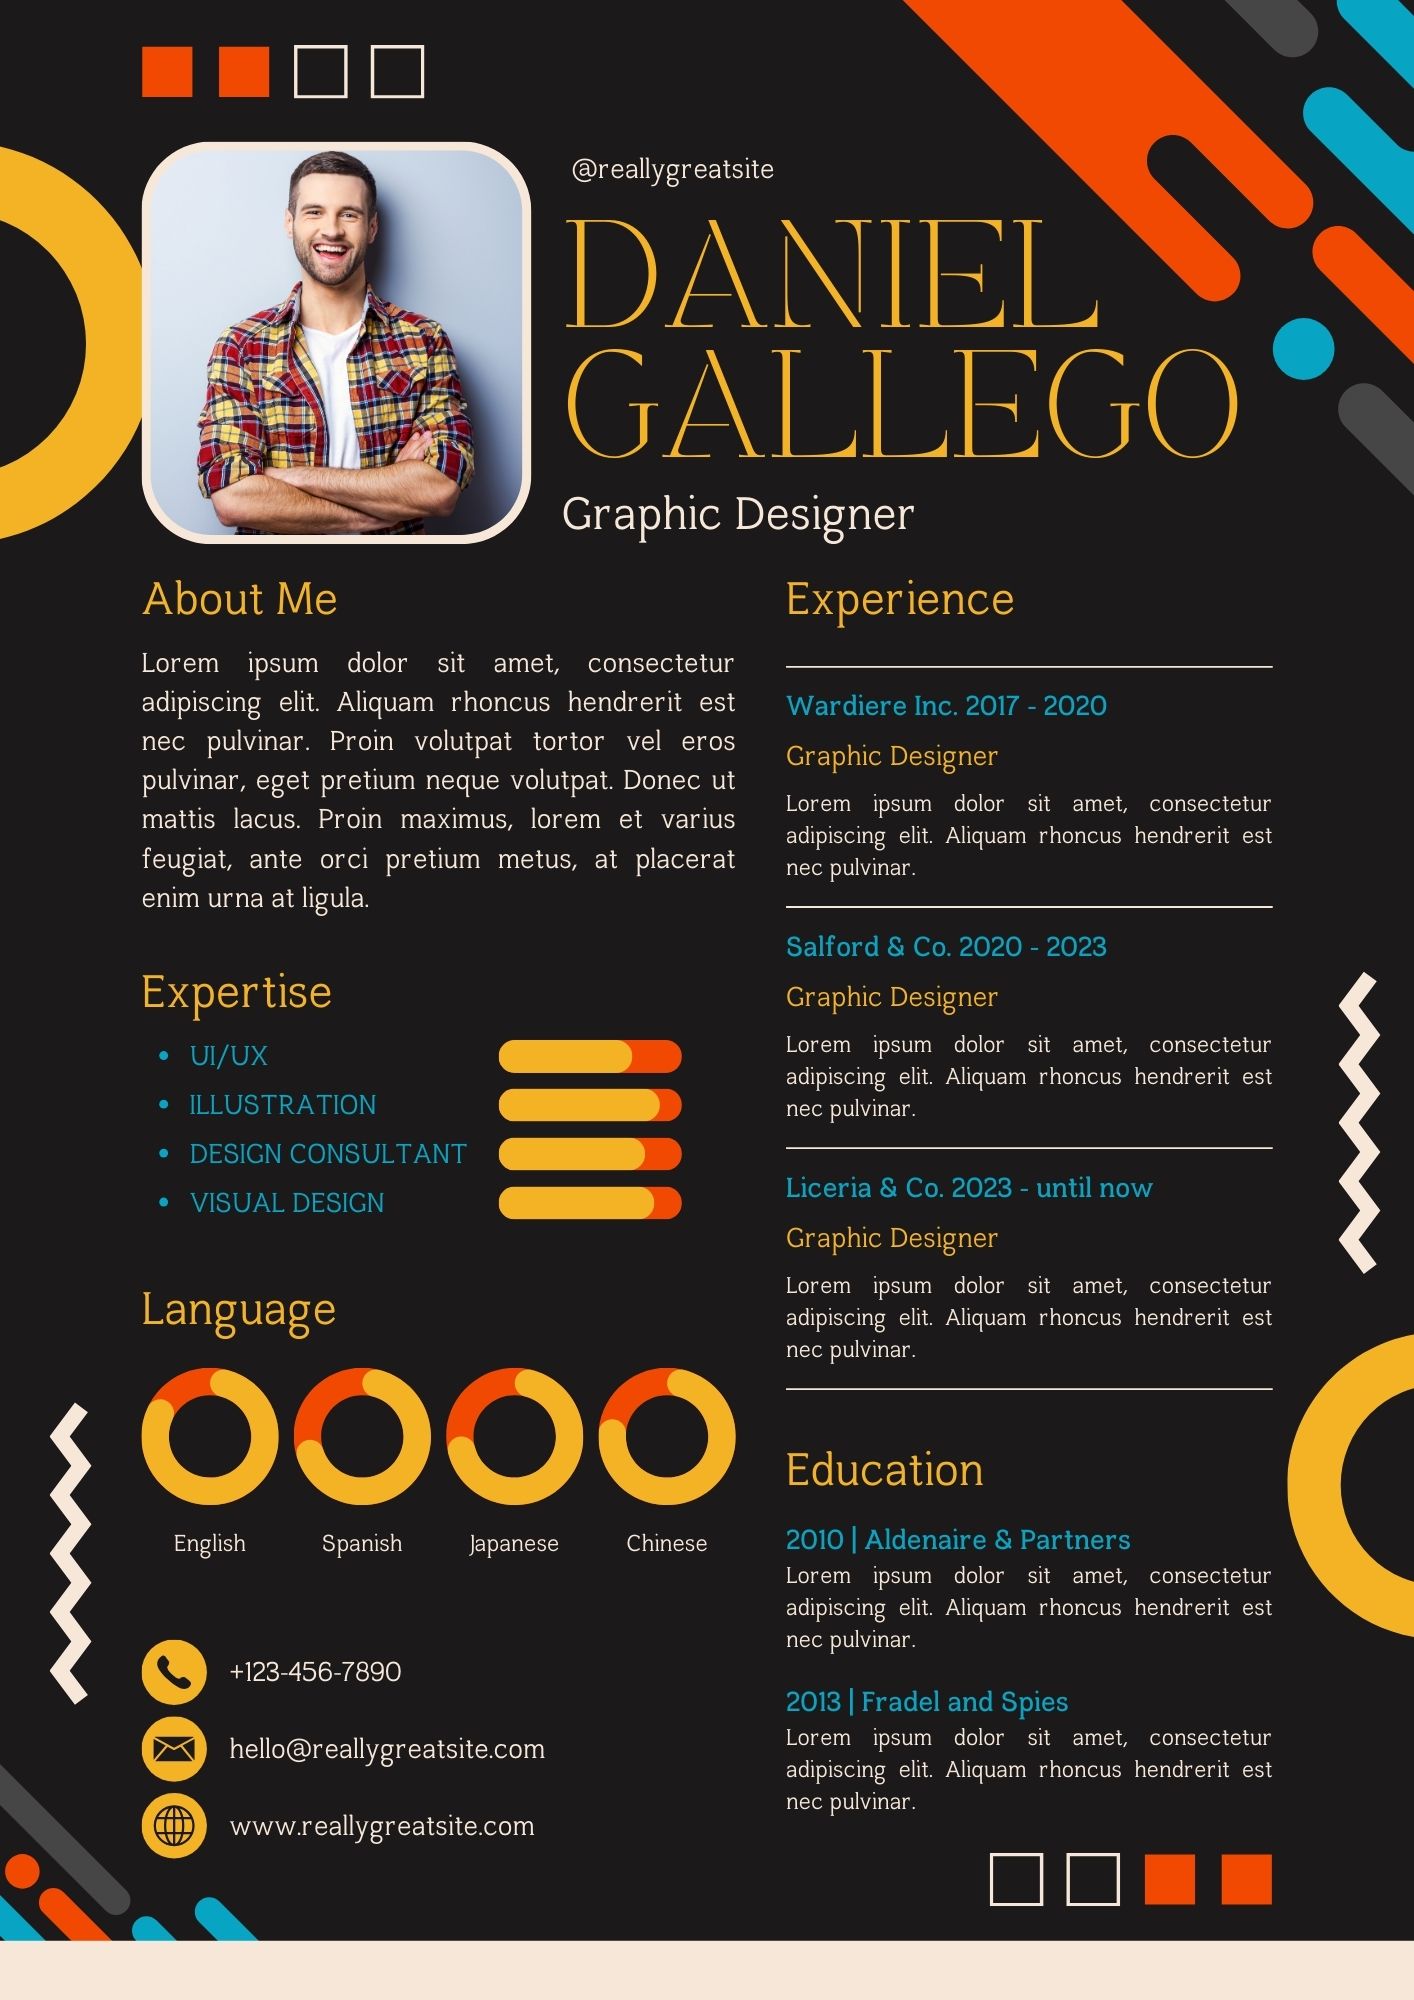 @reallygreatsite
DANIEL
GALLEGO
Graphic Designer
About Me
Lorem ipsum dolor sit amet, consectetur
adipiscing elit. Aliquam rhoncus hendrerit est
nec pulvinar. Proin volutpat tortor vel eros
pulvinar, eget pretium neque volutpat. Donec ut
mattis lacus. Proin maximus, lorem et varius
feugiat, ante orci pretium metus, at placerat
enim urna at ligula.
Expertise
• UI/UX
• ILLUSTRATION
• DESIGN CONSULTANT
• VISUAL DESIGN
Language
English
Spanish
Japanese
Chinese
+123-456-7890
hello@reallygreatsite.com
www.reallygreatsite.com
Experience
Wardiere Inc. 2017 - 2020
Graphic Designer
Lorem ipsum dolor sit amet, consectetur
adipiscing elit. Aliquam rhoncus hendrerit est
nec pulvinar.
Salford & Co. 2020 - 2023
Graphic Designer
Lorem ipsum dolor sit amet, consectetur
adipiscing elit. Aliquam rhoncus hendrerit est
nec pulvinar.
Liceria & Co. 2023 - until now
Graphic Designer
Lorem ipsum dolor sit amet, consectetur
adipiscing elit. Aliquam rhoncus hendrerit est
nec pulvinar.
Education
2010 | Aldenaire & Partners
Lorem ipsum dolor sit amet, consectetur
adipiscing elit. Aliquam rhoncus hendrerit est
nec pulvinar.
2013 | Fradel and Spies
Lorem ipsum dolor sit amet, consectetur
adipiscing elit. Aliquam rhoncus hendrerit est
nec pulvinar.